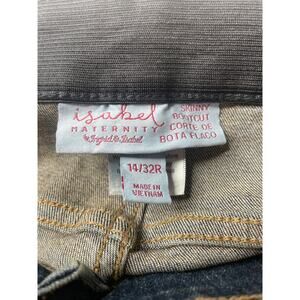 isabel
MATERNITY
by Ingrid & Isabel
SKINNY
BOOTCUT
CORTE DE
BOTA FLACO
14/32R
MADE IN
VIETNAM